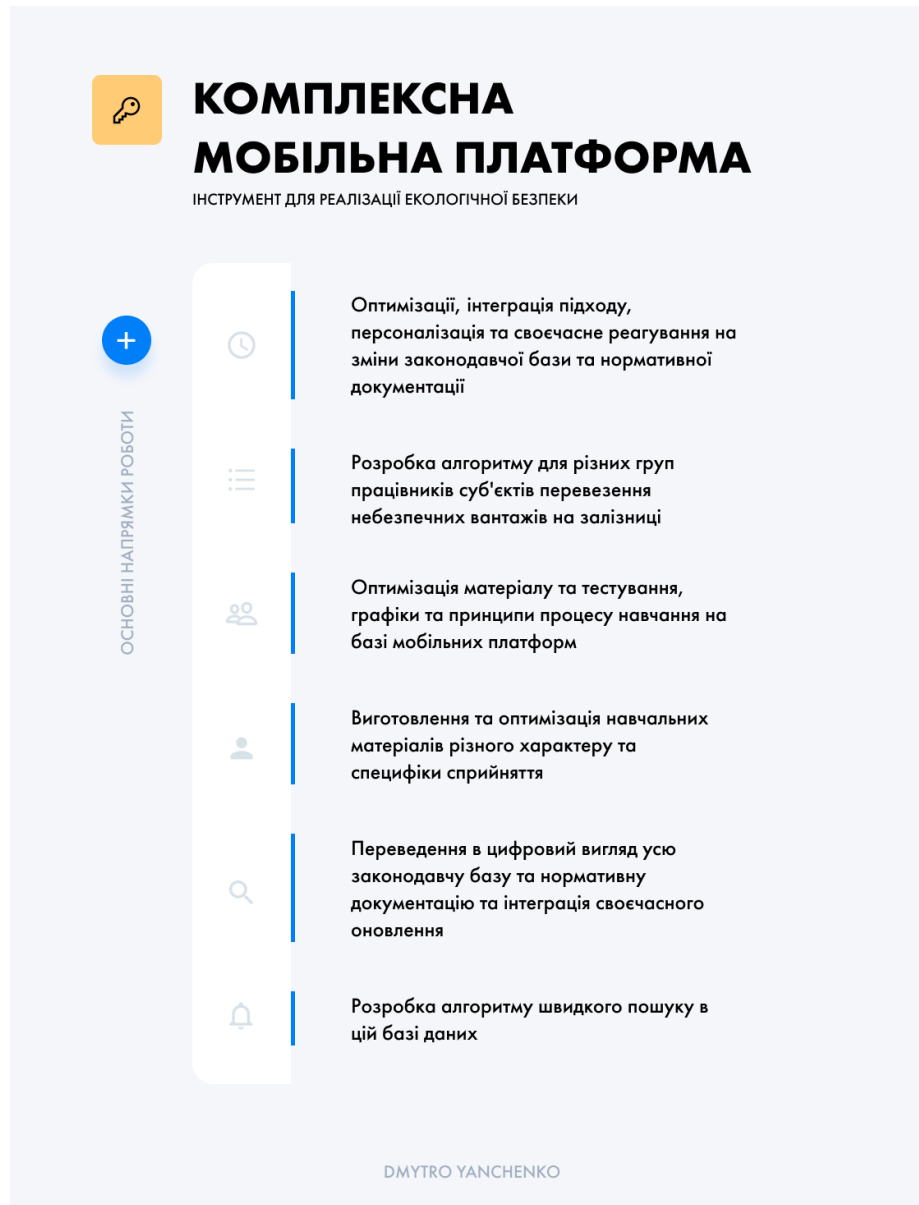 КОМПЛЕКСНА
МОБІЛЬНА ПЛАТФОРМА
ІНСТРУМЕНТ ДЛЯ РЕАЛІЗАЦІЇ ЕКОЛОГІЧНОЇ БЕЗПЕКИ
ОСНОВНІ НАПРЯМКИ РОБОТИ
Оптимізації, інтеграція підходу,
персоналізація та своєчасне реагування на
зміни законодавчої бази та нормативної
документації
Розробка алгоритму для різних груп
працівників суб'єктів перевезення
небезпечних вантажів на залізниці
Оптимізація матеріалу та тестування,
графіки та принципи процесу навчання на
базі мобільних платформ
Виготовлення та оптимізація навчальних
матеріалів різного характеру та
специфіки сприйняття
Переведення в цифровий вигляд усю
законодавчу базу та нормативну
документацію та інтеграція своєчасного
оновлення
Розробка алгоритму швидкого пошуку в
цій базі даних
DMYTRO YANCHENKO